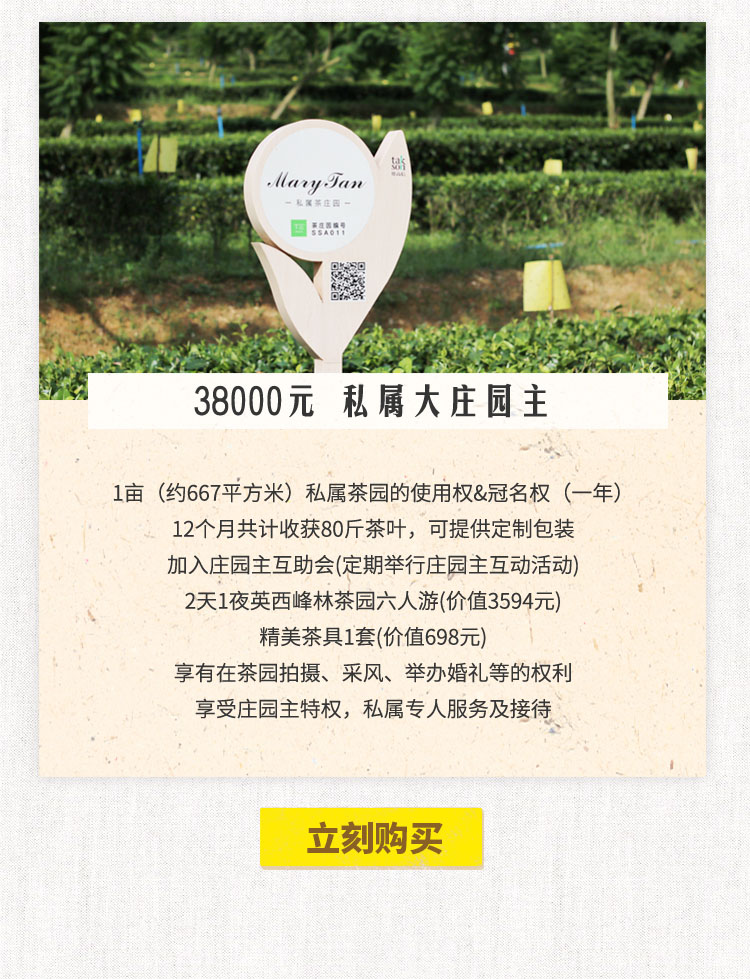 Mary Tan
私属茶庄园
茶庄园编号
SSA011
38000元 私属大庄园主
1亩（约667平方米）私属茶园的使用权&冠名权（一年）
12个月共计收获80斤茶叶，可提供定制包装
加入庄园主互助会(定期举行庄园主互动活动)
2天1夜英西峰林茶园六人游(价值3594元)
精美茶具1套(价值698元)
享有在茶园拍摄、采风、举办婚礼等的权利
享受庄园主特权，私属专人服务及接待
立刻购买